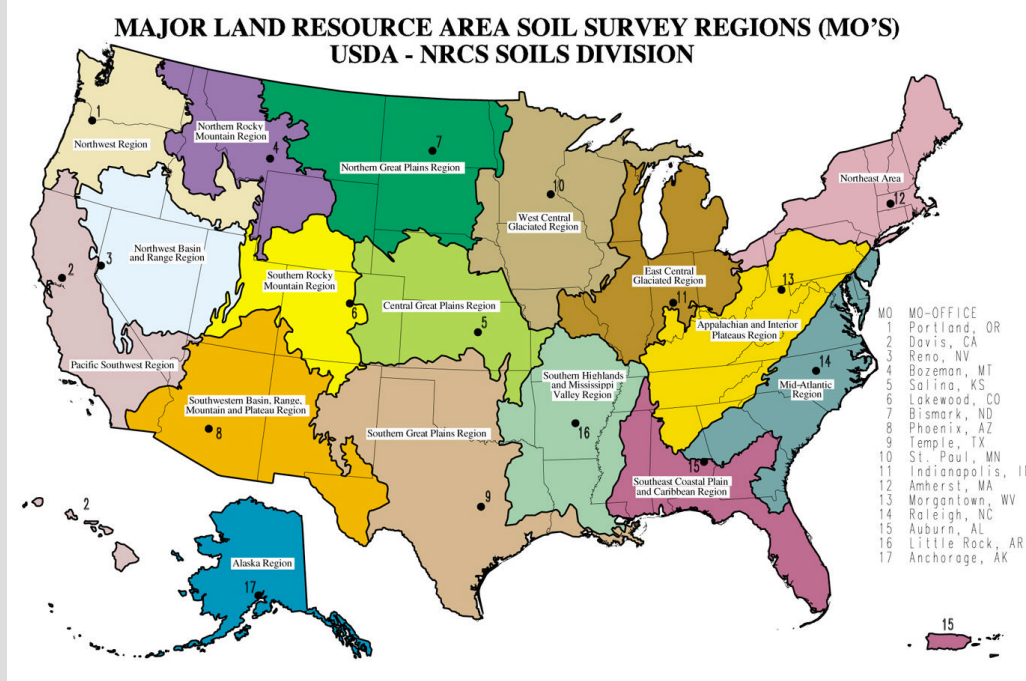 MAJOR LAND RESOURCE AREA SOIL SURVEY REGIONS (MO'S)
USDA - NRCS SOILS DIVISION
1
Northwest Region
Northern Rocky
Mountain Region
4
7
Northern Great Plains Region
10
West Central
Glaciated Region
Northeast Area
12
Northwest Basin
and Range Region
3
2
Southern Rocky
Mountain Region
6
Central Great Plains Region
5
East Central
Glaciated Region
11
13
Appalachian and Interior
Plateaus Region
14
Mid-Atlantic
Region
Pacific Southwest Region
Southwestern Basin, Range,
Mountain and Plateau Region
8
Southern Great Plains Region
9
Southern Highlands
and Mississippi
Valley Region
16
15
Southeast Coastal Plain
and Caribbean Region
2
Alaska Region
17
15
MO MO-OFFICE
1 Portland, OR
2 Davis, CA
3 Reno, NV
4 Bozeman, MT
5 Salina, KS
6 Lakewood, CO
7 Bismark, ND
8 Phoenix, AZ
9 Temple, TX
10 St. Paul, MN
11 Indianapolis,
12 Amherst, MA
13 Morgantown, WV
14 Raleigh, NC
15 Auburn, AL
16 Little Rock, AR
17 Anchorage, AK